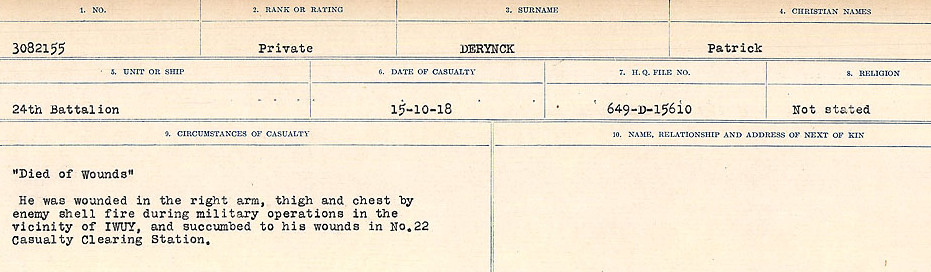 1. NO. 2. RANK OR RATING 3. SURNAME 4. CHRISTIAN NAMES
3082155 Private DERYNCK Patrick
5. UNIT OR SHIP 6. DATE OF CASUALTY 7. H. Q. FILE NO. 8. RELIGION
24th Battalion 15-10-18 649-D-15610 Not stated
9. CIRCUMSTANCES OF CASUALTY 10. NAME, RELATIONSHIP AND ADDRESS OF NEXT OF KIN
"Died of Wounds"
He was wounded in the right arm, thigh and chest by
enemy shell fire during military operations in the
vicinity of IWUY, and succumbed to his wounds in No.22
Casualty Clearing Station.